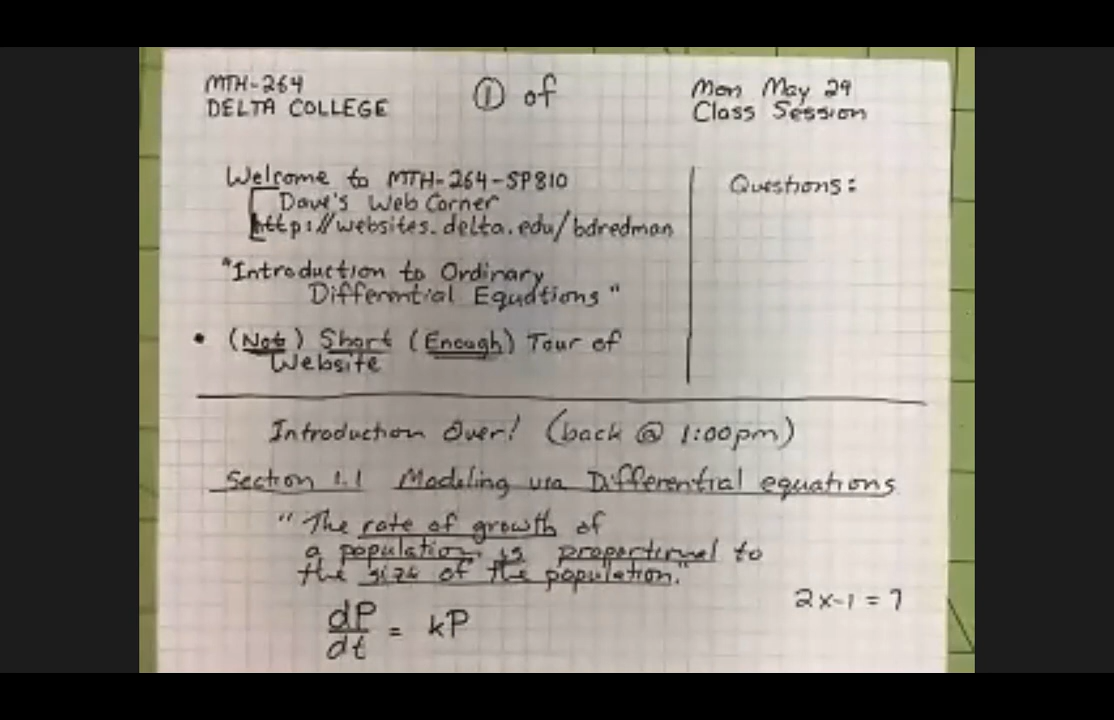 MTH-264
DELTA COLLEGE
① of
Mon May 29
Class Session
Welcome to MTH-264-SP810
Dave's Web Corner
http://websites.delta.edu/bdredman
Questions:
"Introduction to Ordinary
Differential Equations"
• (Not) Short (Enough) Tour of
Website
Introduction Over! (back @ 1:00pm)
Section 1.1 Modeling via Differential equations
"The rate of growth of
a population is proportional to
the size of the population."
2x-1 = 7
dP/dt = kP